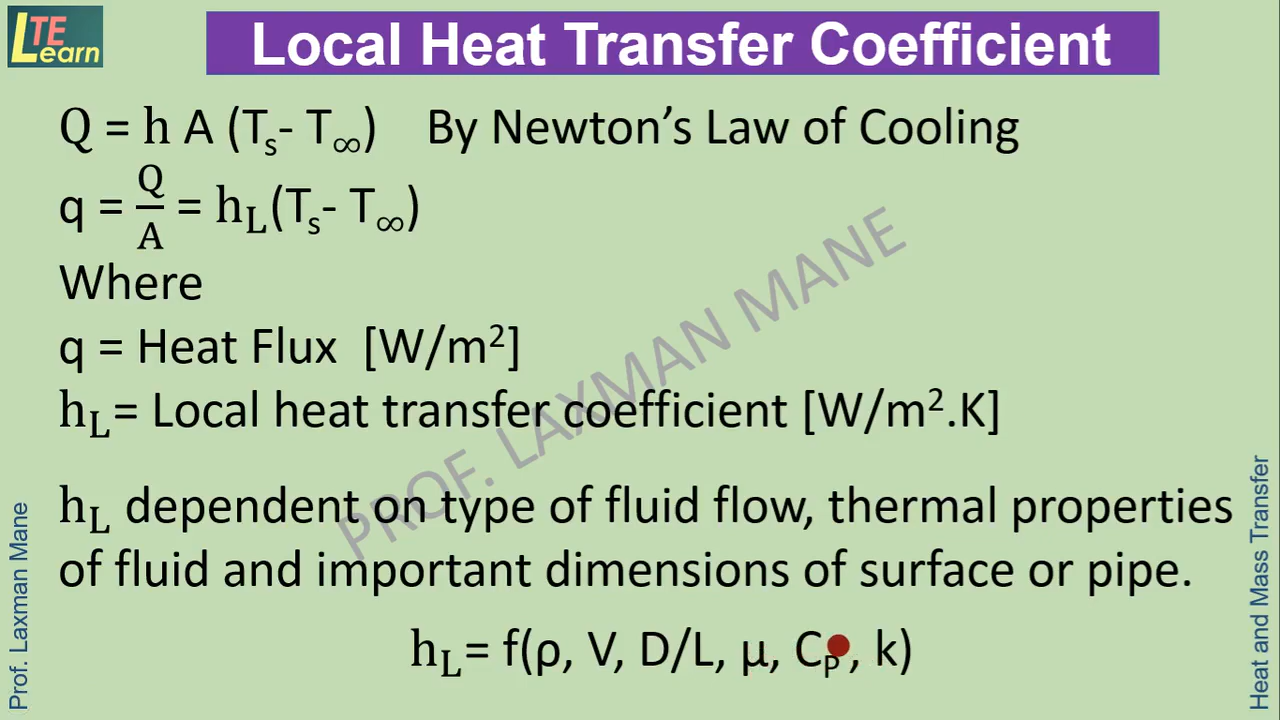 LTE Learn
Local Heat Transfer Coefficient
Q = h A (Tₛ- T∞) By Newton’s Law of Cooling
q = Q/A = h_L(Tₛ- T∞)
Where
q = Heat Flux [W/m²]
h_L= Local heat transfer coefficient [W/m².K]
h_L dependent on type of fluid flow, thermal properties
of fluid and important dimensions of surface or pipe.
h_L= f(ρ, V, D/L, μ, C_P, k)
PROF. LAXMAN MANE
Prof. Laxman Mane
Heat and Mass Transfer